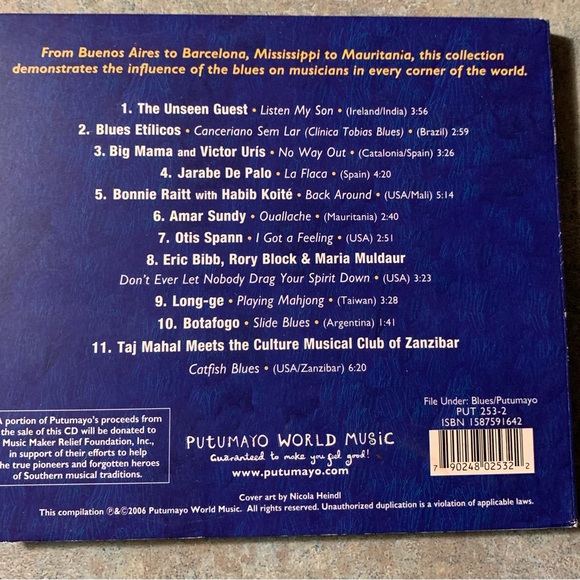 From Buenos Aires to Barcelona, Mississippi to Mauritania, this collection
demonstrates the influence of the blues on musicians in every corner of the world.
1. The Unseen Guest • Listen My Son • (Ireland/India) 3:56
2. Blues Etílicos • Canceriano Sem Lar (Clinica Tobias Blues) • (Brazil) 2:59
3. Big Mama and Victor Urís • No Way Out • (Catalonia/Spain) 3:26
4. Jarabe De Palo • La Flaca • (Spain) 4:20
5. Bonnie Raitt with Habib Koité • Back Around • (USA/Mali) 5:14
6. Amar Sundy • Ouallache • (Mauritania) 2:40
7. Otis Spann • I Got a Feeling • (USA) 2:51
8. Eric Bibb, Rory Block & Maria Muldaur
Don't Ever Let Nobody Drag Your Spirit Down • (USA) 3:23
9. Long-ge • Playing Mahjong • (Taiwan) 3:28
10. Botafogo • Slide Blues • (Argentina) 1:41
11. Taj Mahal Meets the Culture Musical Club of Zanzibar
Catfish Blues • (USA/Zanzibar) 6:20
A portion of Putumayo's proceeds from
the sale of this CD will be donated to
Music Maker Relief Foundation, Inc.,
in support of their efforts to help
the true pioneers and forgotten heroes
of Southern musical traditions.
PUTUMAYO WORLD MUSIC
Guaranteed to make you feel good!
www.putumayo.com
File Under: Blues/Putumayo
PUT 253-2
ISBN 1587591642
7 90248 02532 2
Cover art by Nicola Heindl
This compilation ℗&©2006 Putumayo World Music. All rights reserved. Unauthorized duplication is a violation of applicable laws.